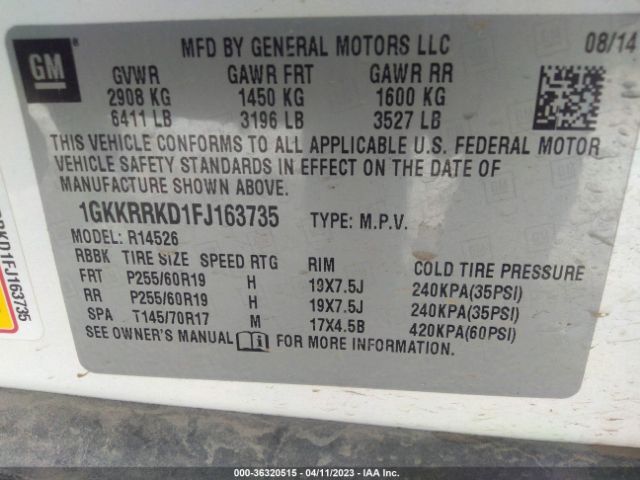 GM ®
MFD BY GENERAL MOTORS LLC 08/14
GVWR GAWR FRT GAWR RR
2908 KG 1450 KG 1600 KG
6411 LB 3196 LB 3527 LB
THIS VEHICLE CONFORMS TO ALL APPLICABLE U.S. FEDERAL MOTOR
VEHICLE SAFETY STANDARDS IN EFFECT ON THE DATE OF
MANUFACTURE SHOWN ABOVE.
1GKKRRKD1FJ163735 TYPE: M.P.V.
MODEL: R14526
RBBK TIRE SIZE SPEED RTG RIM COLD TIRE PRESSURE
FRT P255/60R19 H 19X7.5J 240KPA(35PSI)
RR P255/60R19 H 19X7.5J 240KPA(35PSI)
SPA T145/70R17 M 17X4.5B 420KPA(60PSI)
SEE OWNER'S MANUAL FOR MORE INFORMATION.
KD1FJ163735
000-36320515 - 04/11/2023 - IAA Inc.